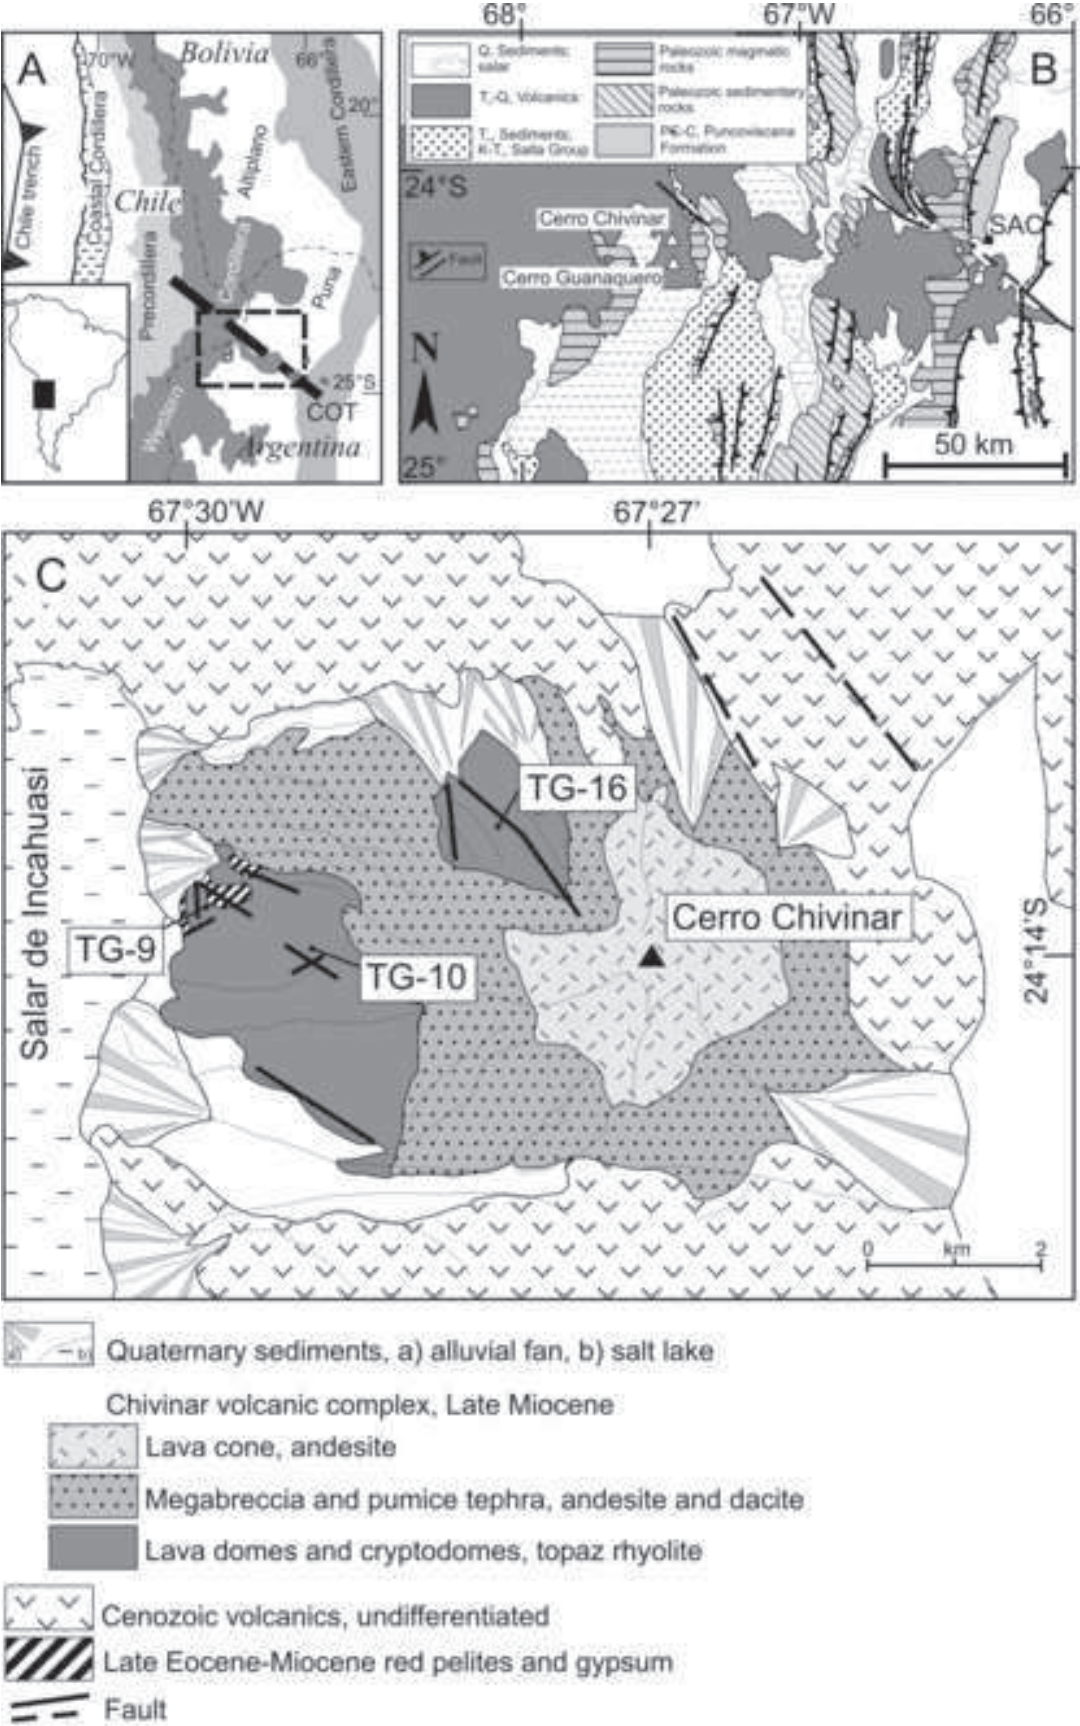 68°
67°W
66°
A
70°W
Bolivia
66°
20°
Eastern Cordillera
Altiplano
Coastal Cordillera
Chile trench
Chile
Precordillera
Puna
25°S
COT
Argentina
B
Q, Sediments;
salar
Paleozoic magmatic
rocks
T,-Q, Volcanics
Paleozoic sedimentary
rocks
T., Sediments;
K-T., Salta Group
PЄ-C, Puncoviscana
Formation
24°S
Cerro Chivinar
SAC
Fault
Cerro Guanaquero
N
50 km
25°
67°30'W
67°27'
C
TG-16
Salar de Incahuasi
Cerro Chivinar
TG-9
TG-10
24°14'S
0 km 2
a) b) Quaternary sediments, a) alluvial fan, b) salt lake
Chivinar volcanic complex, Late Miocene
Lava cone, andesite
Megabreccia and pumice tephra, andesite and dacite
Lava domes and cryptodomes, topaz rhyolite
Cenozoic volcanics, undifferentiated
Late Eocene-Miocene red pelites and gypsum
Fault